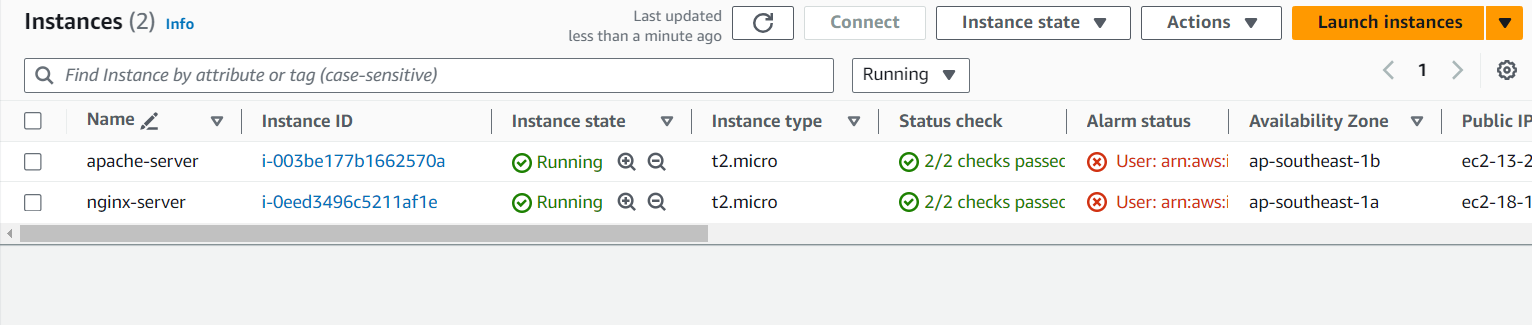 Instances (2) Info
Last updated
less than a minute ago
Connect
Instance state
Actions
Launch instances
Find Instance by attribute or tag (case-sensitive)
Running
1
Name Instance ID Instance state Instance type Status check Alarm status Availability Zone Public IP
apache-server i-003be177b1662570a Running t2.micro 2/2 checks passec User: arn:aws:i ap-southeast-1b ec2-13-2
nginx-server i-0eed3496c5211af1e Running t2.micro 2/2 checks passec User: arn:aws:i ap-southeast-1a ec2-18-1